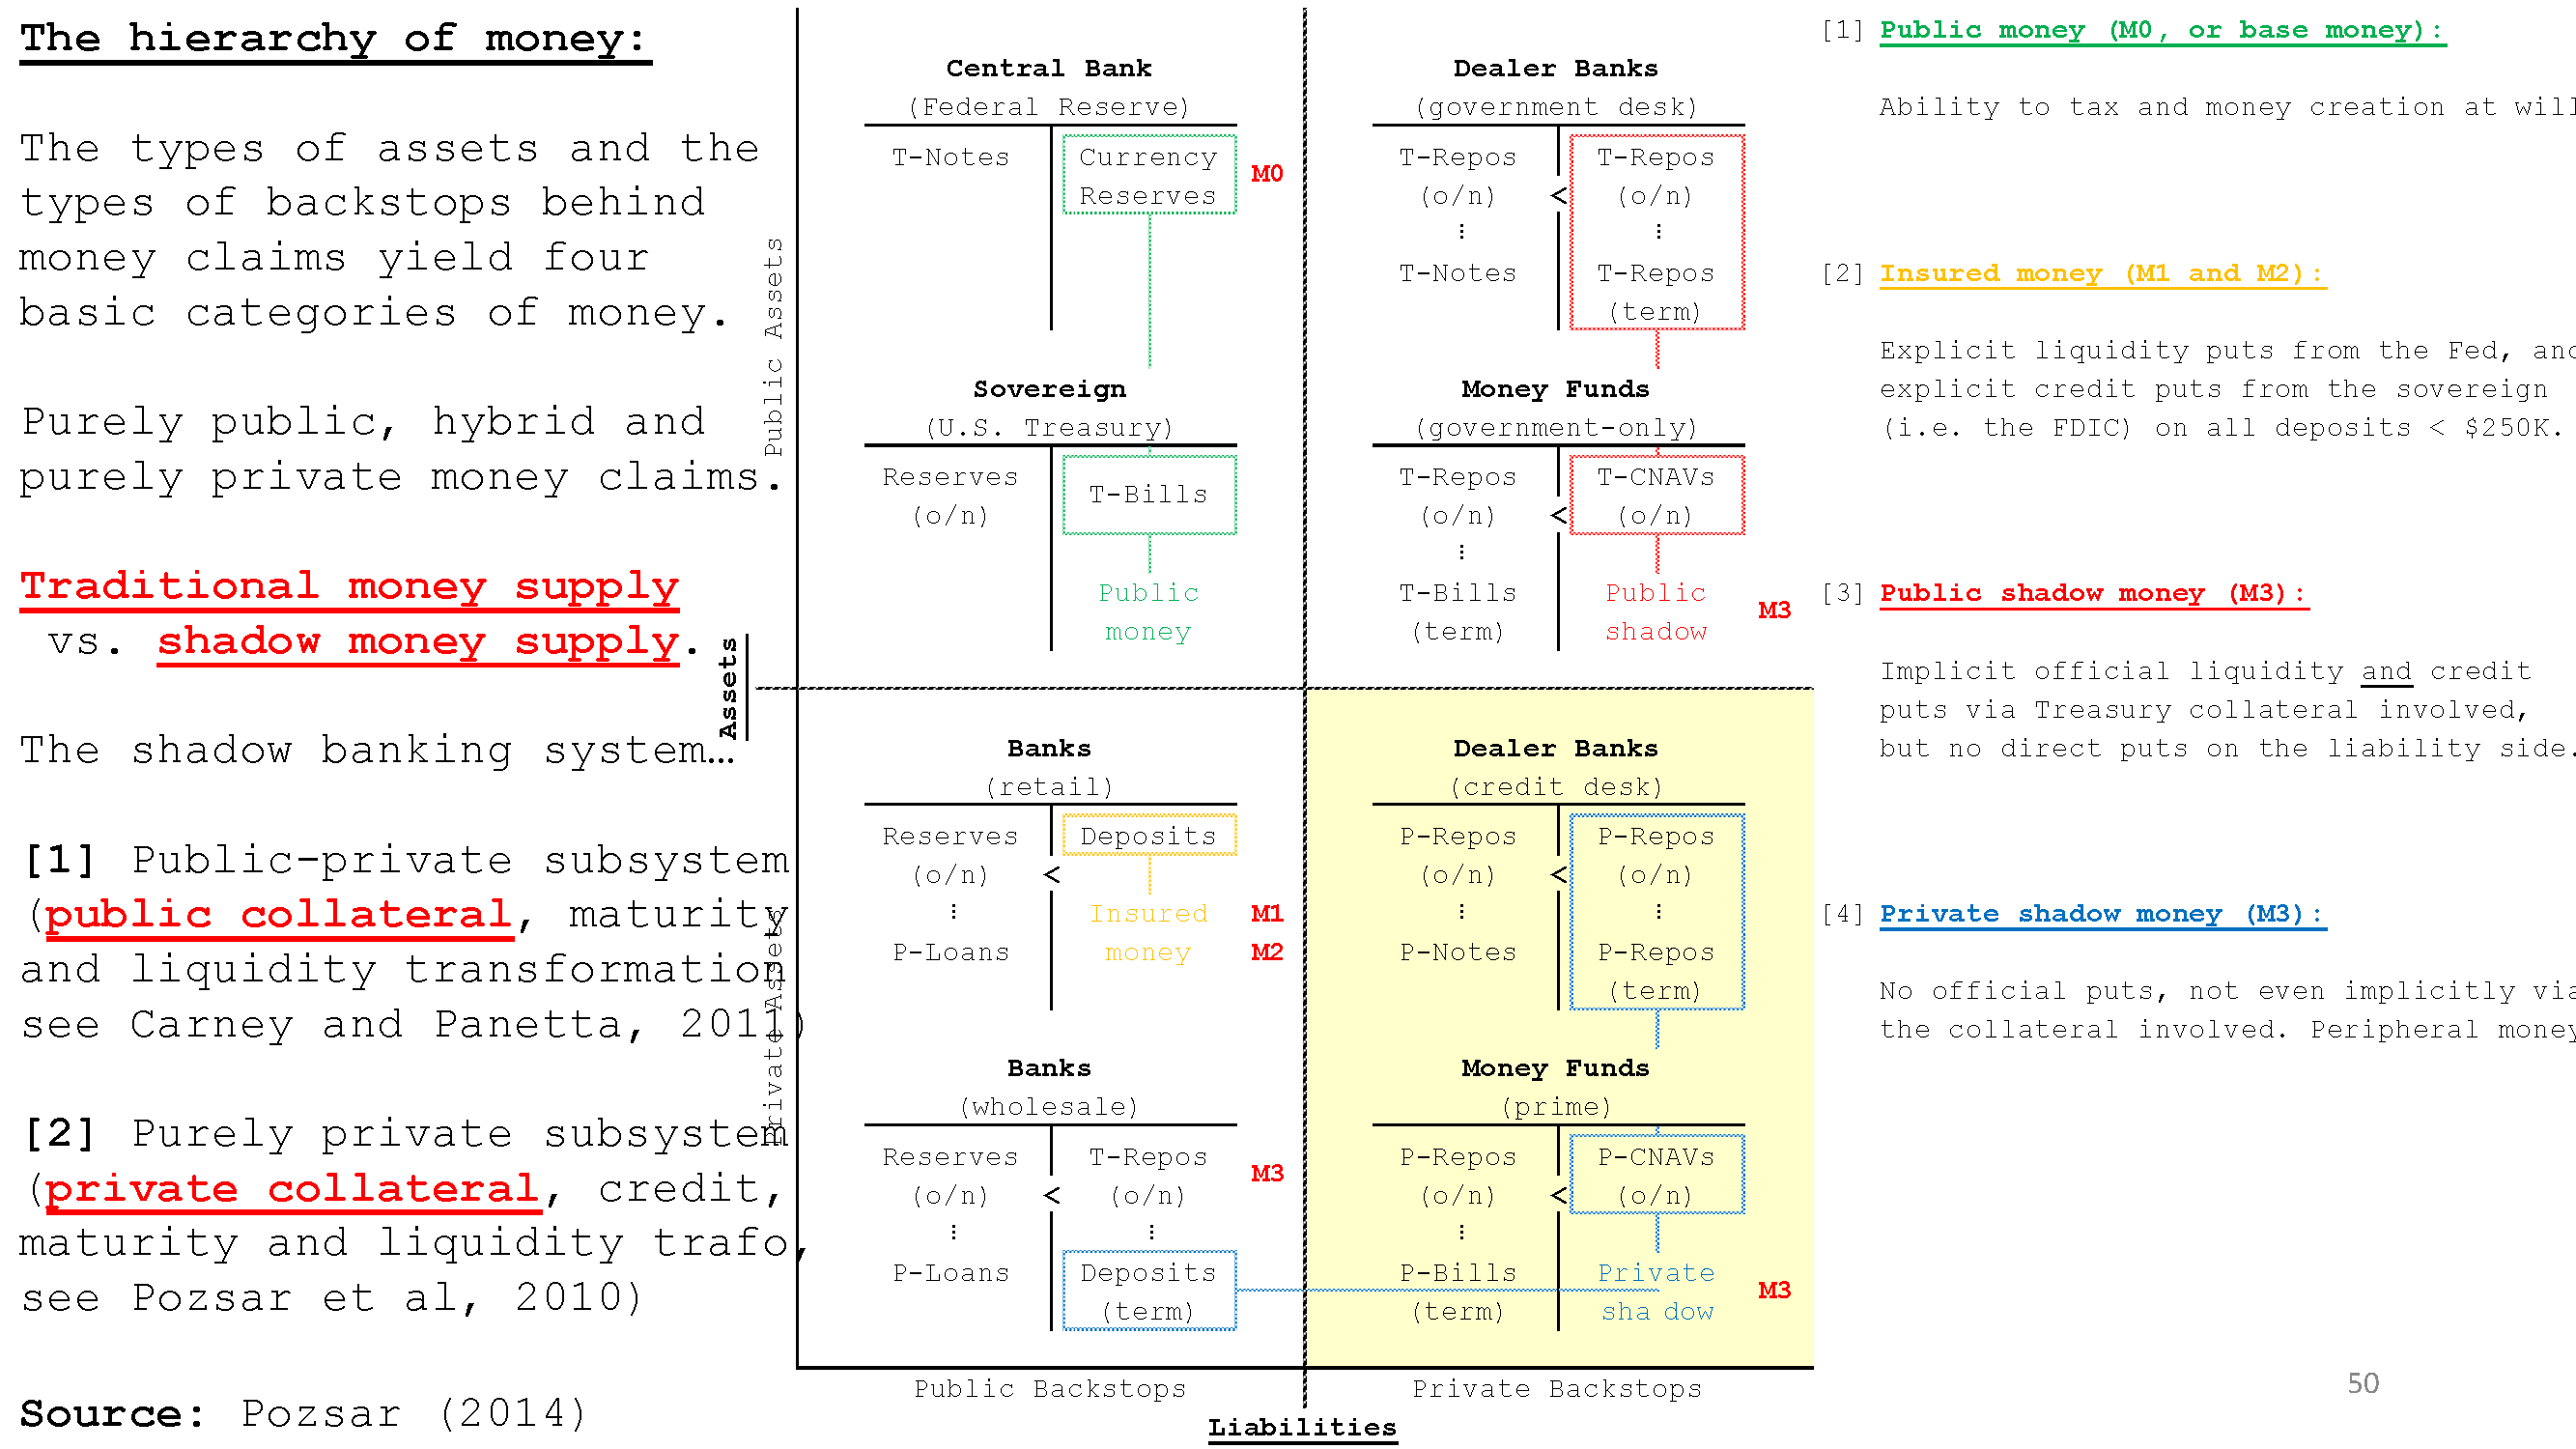 The hierarchy of money:
The types of assets and the
types of backstops behind
money claims yield four
basic categories of money.
Purely public, hybrid and
purely private money claims.
Traditional money supply
vs. shadow money supply.
The shadow banking system…
[1] Public-private subsystem
(public collateral, maturity
and liquidity transformation
see Carney and Panetta, 2011)
[2] Purely private subsystem
(private collateral, credit,
maturity and liquidity trafo,
see Pozsar et al, 2010)
Source: Pozsar (2014)
Assets
Public Assets
Private Assets
Central Bank
(Federal Reserve)
T-Notes
Currency
Reserves
M0
Sovereign
(U.S. Treasury)
Reserves
(o/n)
T-Bills
Public
money
Dealer Banks
(government desk)
T-Repos
(o/n)
⋮
T-Notes
<
T-Repos
(o/n)
⋮
T-Repos
(term)
Money Funds
(government-only)
T-Repos
(o/n)
⋮
T-Bills
(term)
<
T-CNAVs
(o/n)
Public
shadow
M3
Banks
(retail)
Reserves
(o/n)
⋮
P-Loans
<
Deposits
Insured
money
M1
M2
Banks
(wholesale)
Reserves
(o/n)
⋮
P-Loans
<
T-Repos
(o/n)
⋮
Deposits
(term)
M3
Dealer Banks
(credit desk)
P-Repos
(o/n)
⋮
P-Notes
<
P-Repos
(o/n)
⋮
P-Repos
(term)
Money Funds
(prime)
P-Repos
(o/n)
⋮
P-Bills
(term)
<
P-CNAVs
(o/n)
Private
sha dow
M3
Public Backstops
Private Backstops
Liabilities
[1] Public money (M0, or base money):
Ability to tax and money creation at will
[2] Insured money (M1 and M2):
Explicit liquidity puts from the Fed, and
explicit credit puts from the sovereign
(i.e. the FDIC) on all deposits < $250K.
[3] Public shadow money (M3):
Implicit official liquidity and credit
puts via Treasury collateral involved,
but no direct puts on the liability side.
[4] Private shadow money (M3):
No official puts, not even implicitly via
the collateral involved. Peripheral money
50